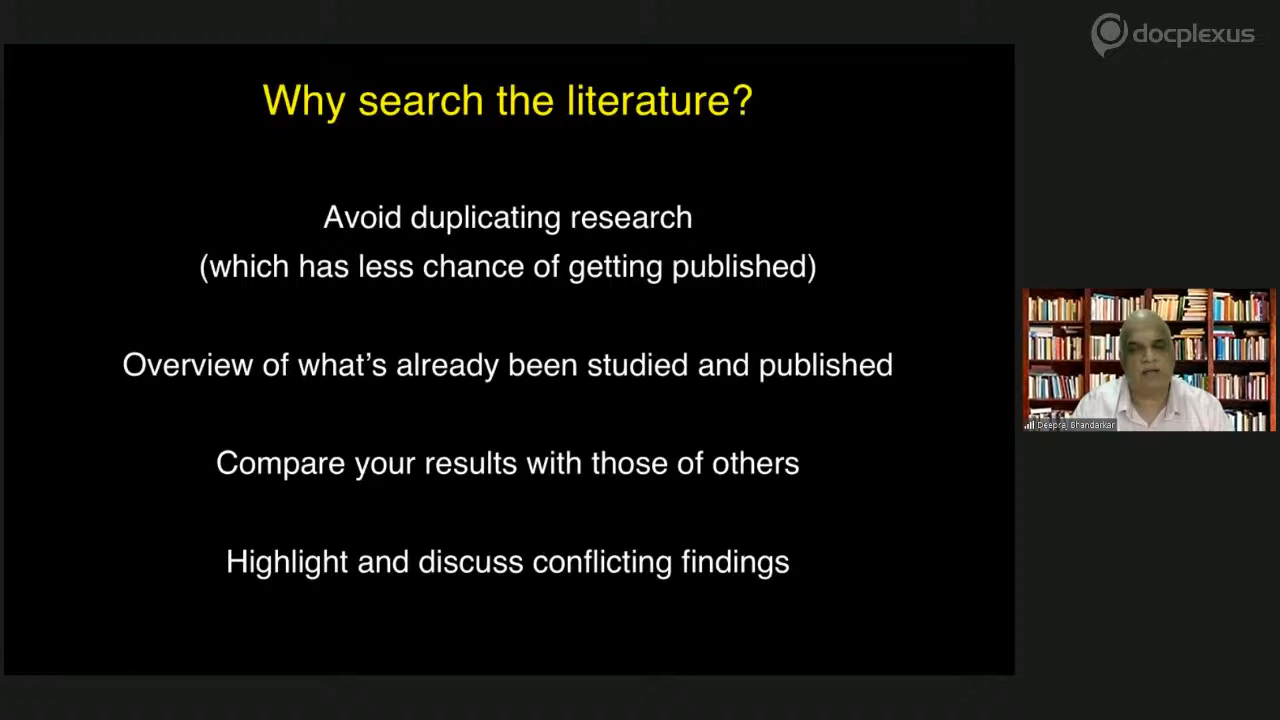 docplexus
Why search the literature?
Avoid duplicating research
(which has less chance of getting published)
Overview of what's already been studied and published
Compare your results with those of others
Highlight and discuss conflicting findings
Deepraj Bhandarkar